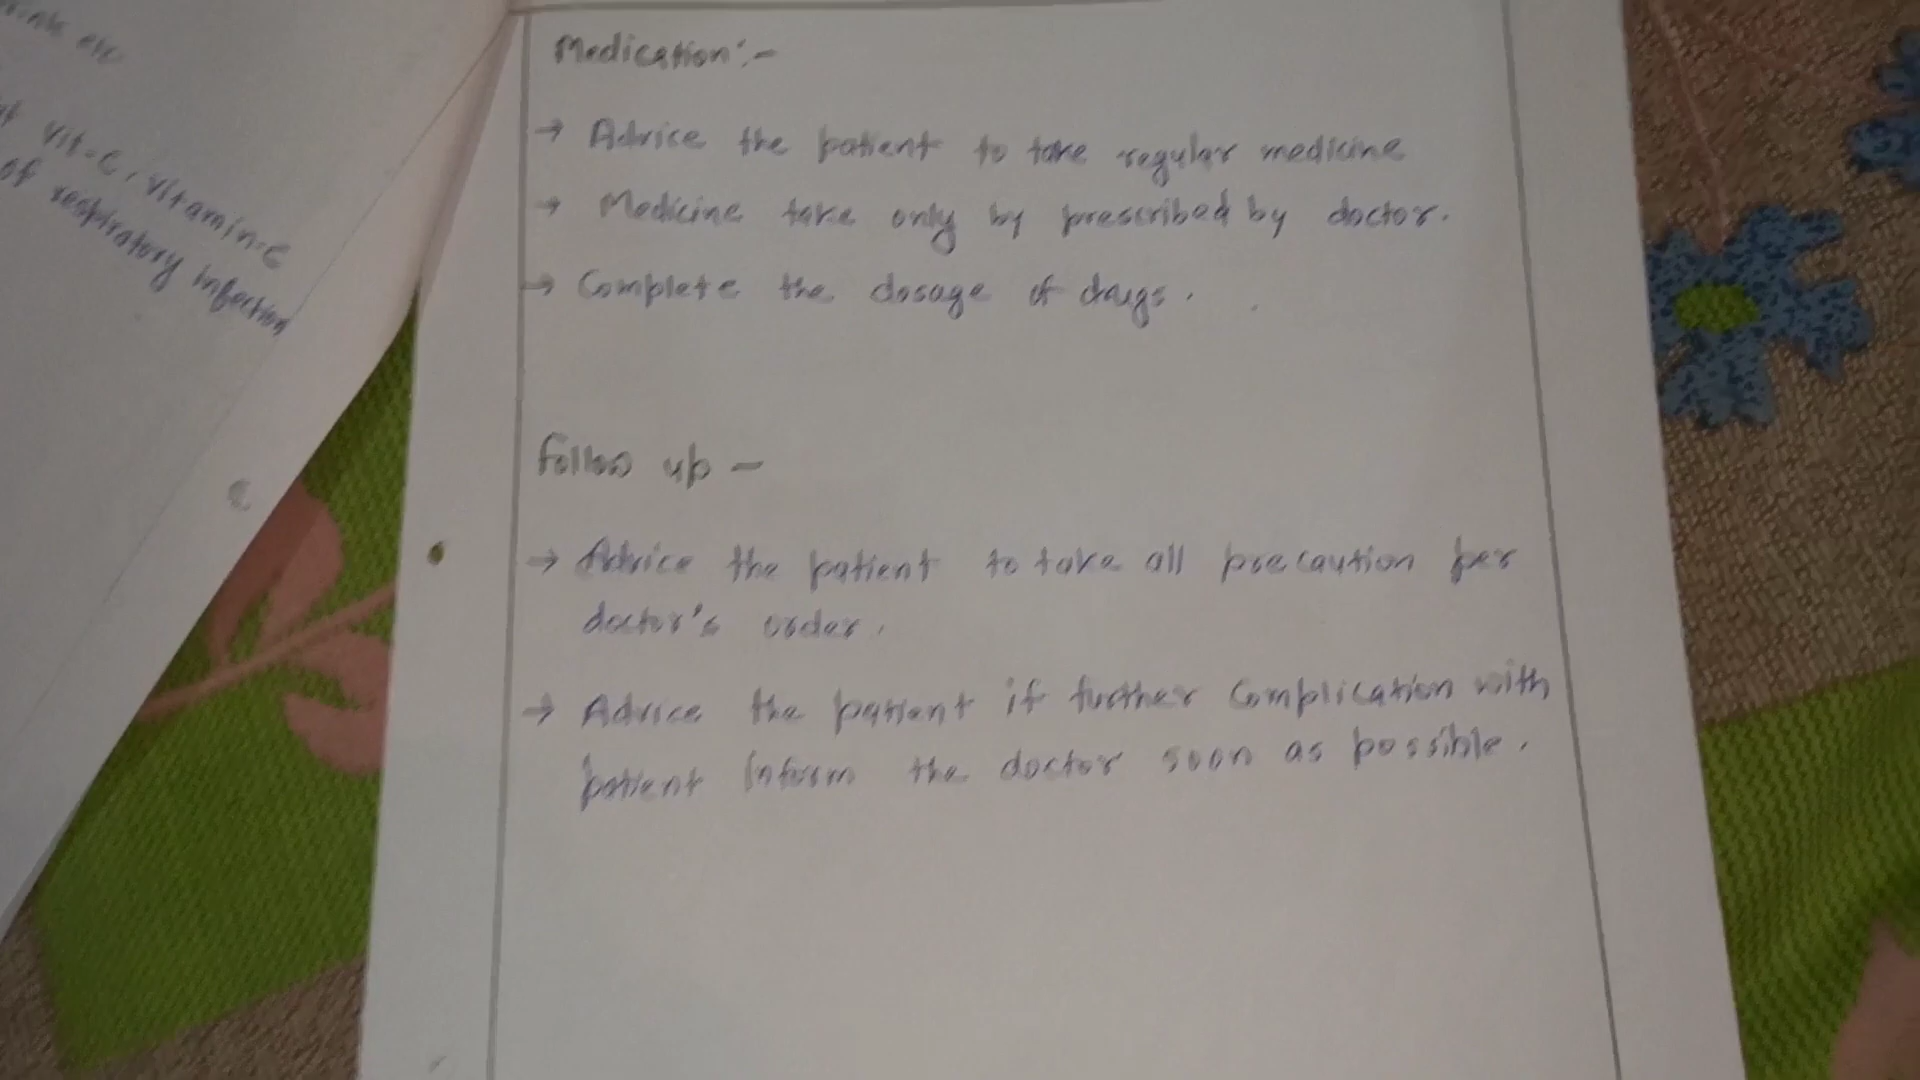 etc
Vit-C, Vitamin-E
of respiratory infection
Medication:-
→ Advice the patient to take regular medicine
→ Medicine take only by prescribed by doctor.
→ Complete the dosage of drugs.
Follow up -
→ Advice the patient to take all precaution per
doctor's order.
→ Advice the patient if further Complication with
patient Inform the doctor soon as possible.